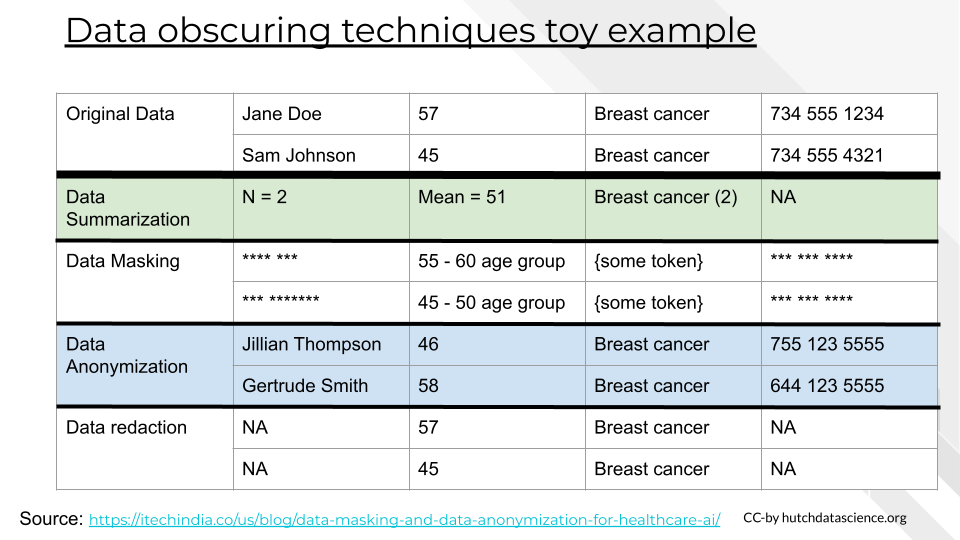 Data obscuring techniques toy example
Original Data Jane Doe 57 Breast cancer 734 555 1234
Sam Johnson 45 Breast cancer 734 555 4321
Data Summarization N = 2 Mean = 51 Breast cancer (2) NA
Data Masking **** *** 55 - 60 age group {some token} *** *** ****
*** ******* 45 - 50 age group {some token} *** *** ****
Data Anonymization Jillian Thompson 46 Breast cancer 755 123 5555
Gertrude Smith 58 Breast cancer 644 123 5555
Data redaction NA 57 Breast cancer NA
NA 45 Breast cancer NA
Source: https://itechindia.co/us/blog/data-masking-and-data-anonymization-for-healthcare-ai/ CC-by hutchdatascience.org